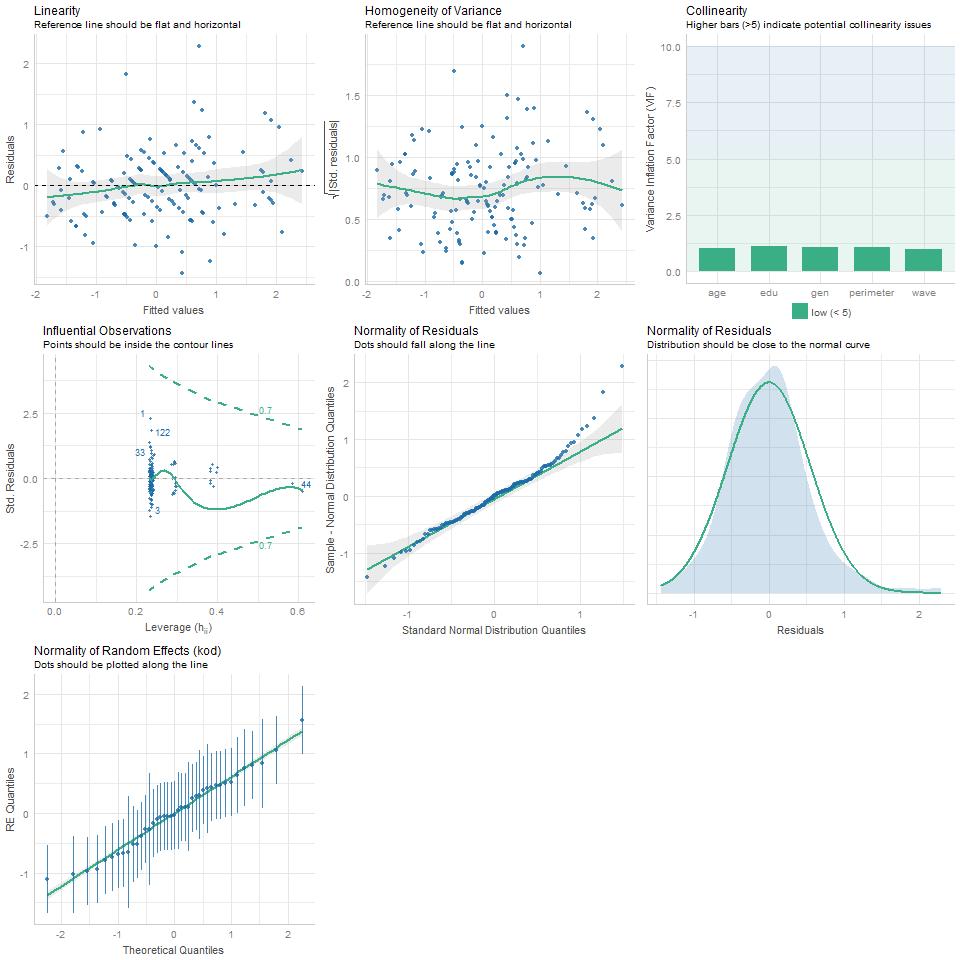 Linearity
Reference line should be flat and horizontal
Residuals
2
1
0
-1
-2
-1
0
1
2
Fitted values
Homogeneity of Variance
Reference line should be flat and horizontal
√|Std. residuals|
1.5
1.0
0.5
0.0
-2
-1
0
1
2
Fitted values
Collinearity
Higher bars (>5) indicate potential collinearity issues
Variance Inflation Factor (VIF)
10.0
7.5
5.0
2.5
0.0
age
edu
gen
perimeter
wave
low (< 5)
Influential Observations
Points should be inside the contour lines
Std. Residuals
2.5
0.0
-2.5
0.7
1
122
33
44
3
0.7
0.0
0.2
0.4
0.6
Leverage (hii)
Normality of Residuals
Dots should fall along the line
Sample - Normal Distribution Quantiles
2
1
0
-1
-1
0
1
Standard Normal Distribution Quantiles
Normality of Residuals
Distribution should be close to the normal curve
-1
0
1
2
Residuals
Normality of Random Effects (kod)
Dots should be plotted along the line
RE Quantiles
2
1
0
-1
-2
-1
0
1
2
Theoretical Quantiles